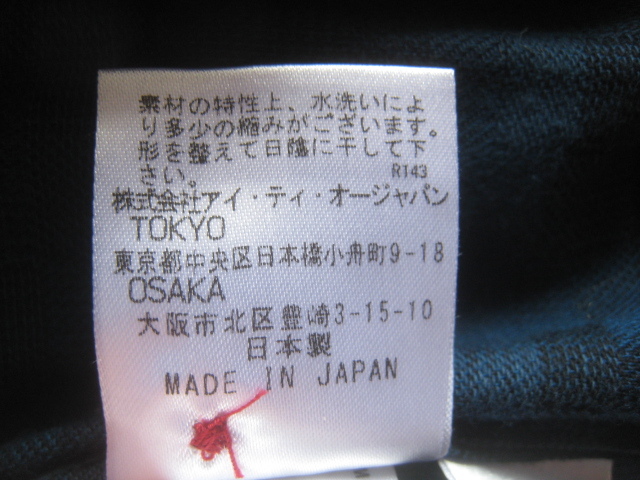 素材の特性上、水洗いによ
り多少の縮みがございます。
形を整えて日陰に干して下
さい。
RT43
株式会社アイ・ティ・オージャパン
TOKYO
東京都中央区日本橋小舟町9-18
OSAKA
大阪市北区豊崎3-15-10
日本製
MADE IN JAPAN